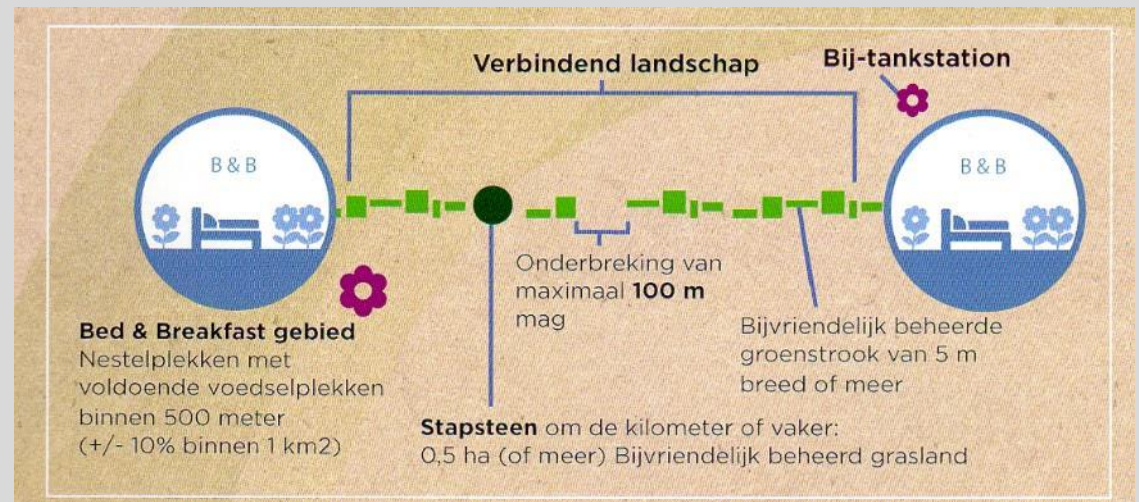 Verbindend landschap
Bij-tankstation
B & B
B & B
Onderbreking van
maximaal 100 m
mag
Bijvriendelijk beheerde
groenstrook van 5 m
breed of meer
Bed & Breakfast gebied
Nestelplekken met
voldoende voedselplekken
binnen 500 meter
(+/- 10% binnen 1 km2)
Stapsteen om de kilometer of vaker:
0,5 ha (of meer) Bijvriendelijk beheerd grasland